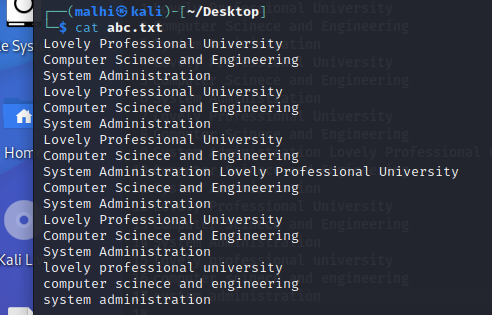 (malhi㉿kali)-[~/Desktop]
$ cat abc.txt
Lovely Professional University
Computer Scinece and Engineering
System Administration
Lovely Professional University
Computer Scinece and Engineering
System Administration
Lovely Professional University
Computer Scinece and Engineering
System Administration Lovely Professional University
Computer Scinece and Engineering
System Administration
Lovely Professional University
Computer Scinece and Engineering
System Administration
lovely professional university
computer scinece and engineering
system administration
le Sys
Hom
Kali L